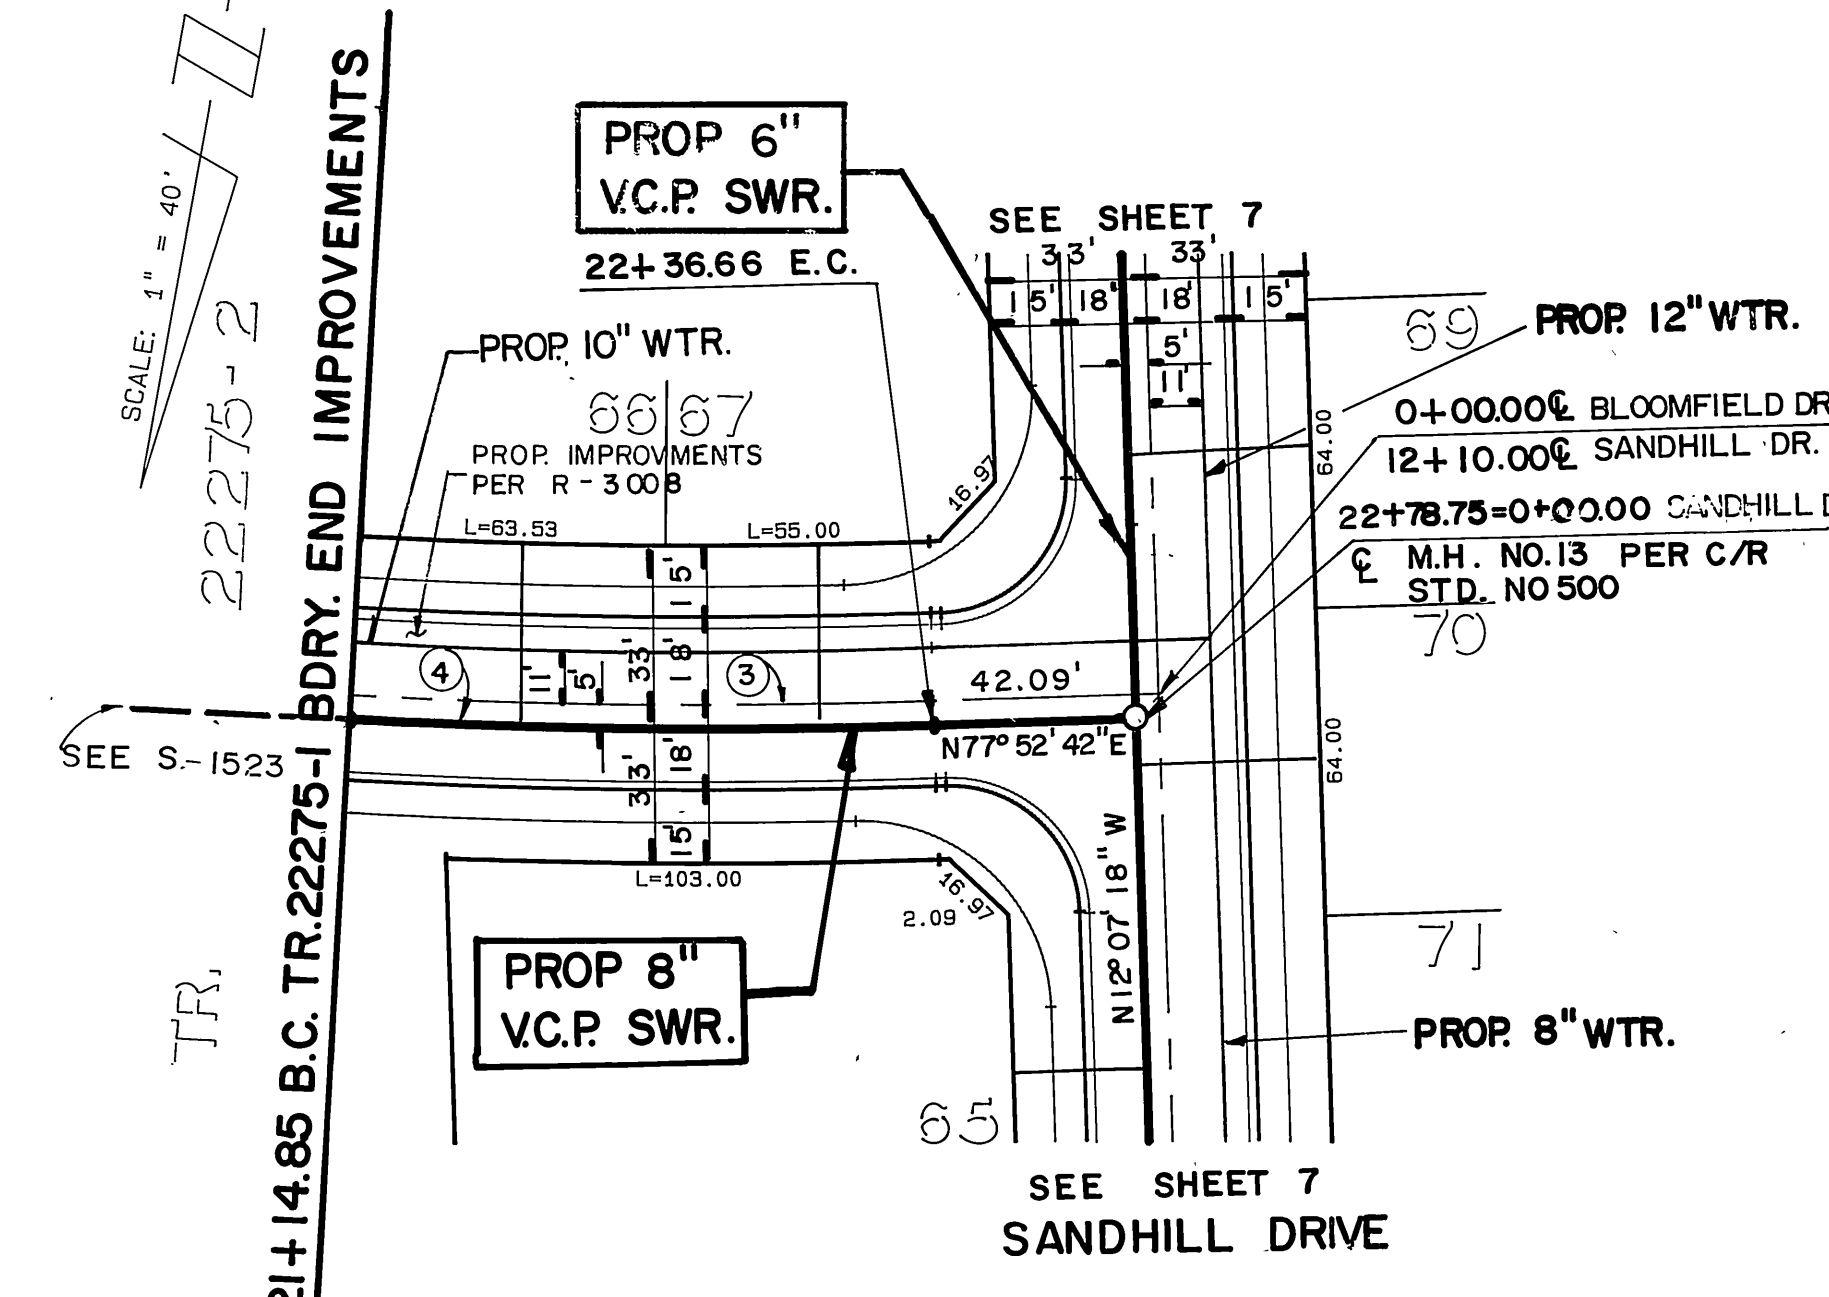 SCALE: 1" = 40'
22275-2
TR.
21+14.85 B.C. TR.22275-1 BDRY. END IMPROVEMENTS
PROP 6"
V.C.P. SWR.
22+36.66 E.C.
PROP. 10" WTR.
66 67
PROP. IMPROVMENTS
PER R-3008
L=63.53
L=55.00
16.97
SEE SHEET 7
33' 33'
15' 18' 18' 15'
5'
11'
69
PROP. 12" WTR.
64.00
0+00.00 ℄ BLOOMFIELD DR
12+10.00 ℄ SANDHILL DR.
22+78.75=0+00.00 SANDHILL D
℄ M.H. NO.13 PER C/R
STD. NO 500
70
4
11'
5'
33'
15'
18'
3
42.09'
N77°52'42"E
SEE S.-1523
33'
18'
15'
64.00
L=103.00
16.97
2.09
N12°07'18"W
71
PROP 8"
V.C.P. SWR.
PROP. 8" WTR.
65
SEE SHEET 7
SANDHILL DRIVE